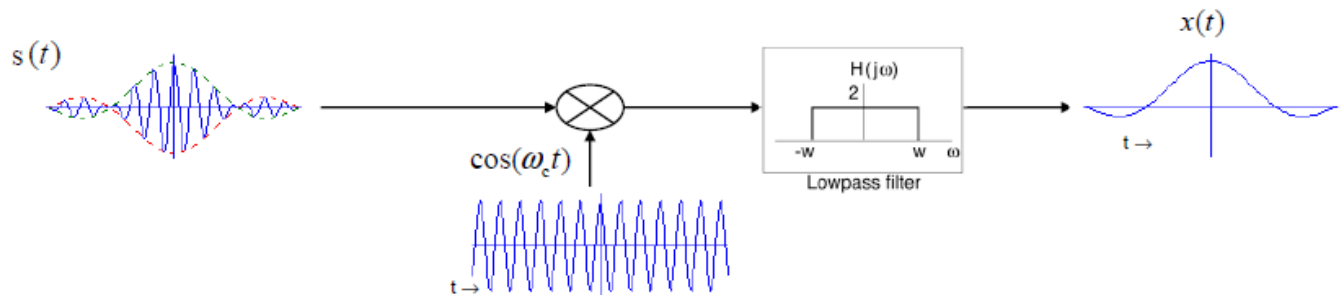 s(t)
x(t)
H(jω)
2
-w w ω
Lowpass filter
t →
cos(ω_c t)
t →